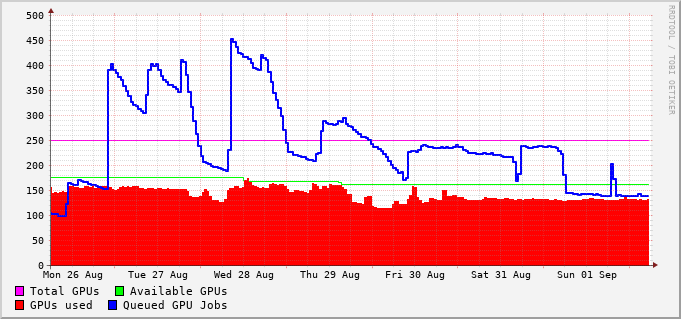 500
450
400
350
300
250
200
150
100
50
0
Mon 26 Aug Tue 27 Aug Wed 28 Aug Thu 29 Aug Fri 30 Aug Sat 31 Aug Sun 01 Sep
Total GPUs Available GPUs
GPUs used Queued GPU Jobs
RRDTOOL / TOBI OETIKER